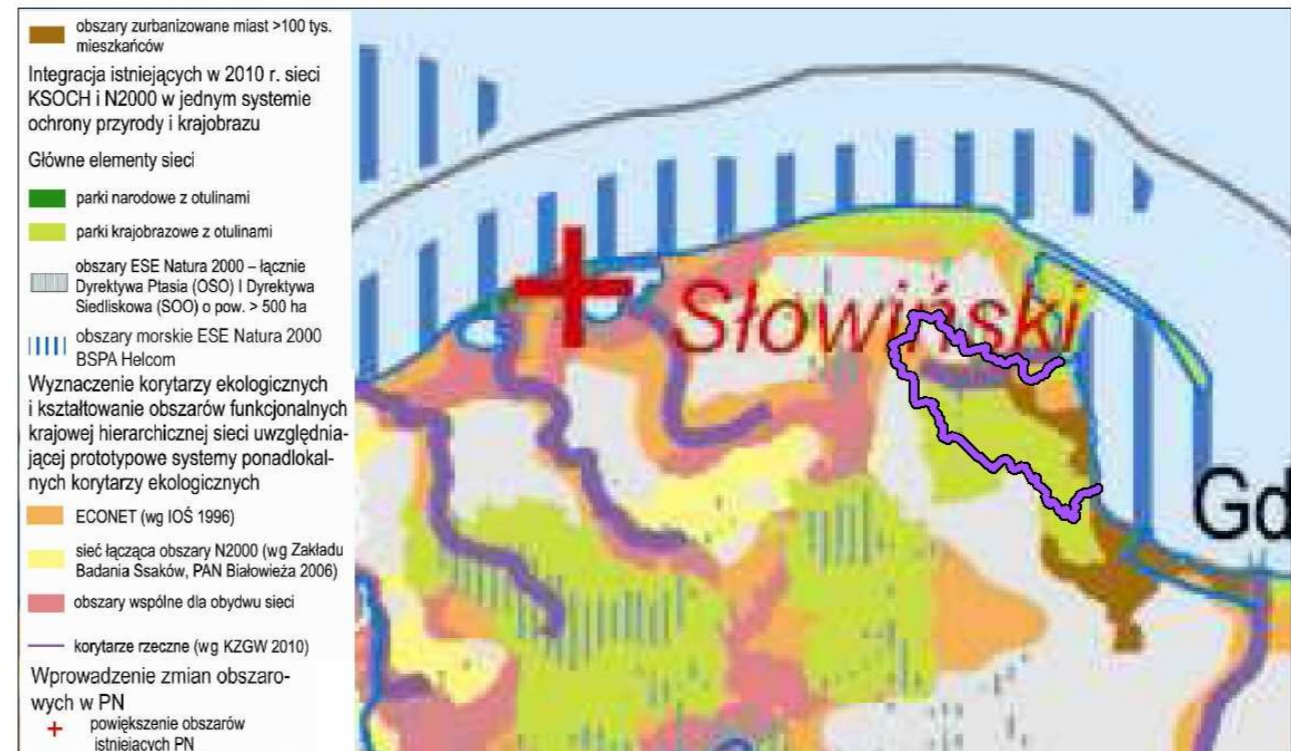 obszary zurbanizowane miast >100 tys.
mieszkańców
Integracja istniejących w 2010 r. sieci
KSOCH i N2000 w jednym systemie
ochrony przyrody i krajobrazu
Główne elementy sieci
parki narodowe z otulinami
parki krajobrazowe z otulinami
obszary ESE Natura 2000 – łącznie
Dyrektywa Ptasia (OSO) I Dyrektywa
Siedliskowa (SOO) o pow. > 500 ha
obszary morskie ESE Natura 2000
BSPA Helcom
Wyznaczenie korytarzy ekologicznych
i kształtowanie obszarów funkcjonalnych
krajowej hierarchicznej sieci uwzględnia-
jącej prototypowe systemy ponadlokal-
nych korytarzy ekologicznych
ECONET (wg IOŚ 1996)
sieć łącząca obszary N2000 (wg Zakładu
Badania Ssaków, PAN Białowieża 2006)
obszary wspólne dla obydwu sieci
korytarze rzeczne (wg KZGW 2010)
Wprowadzenie zmian obszaro-
wych w PN
powiększenie obszarów
istniejących PN
Słowiński
Gd